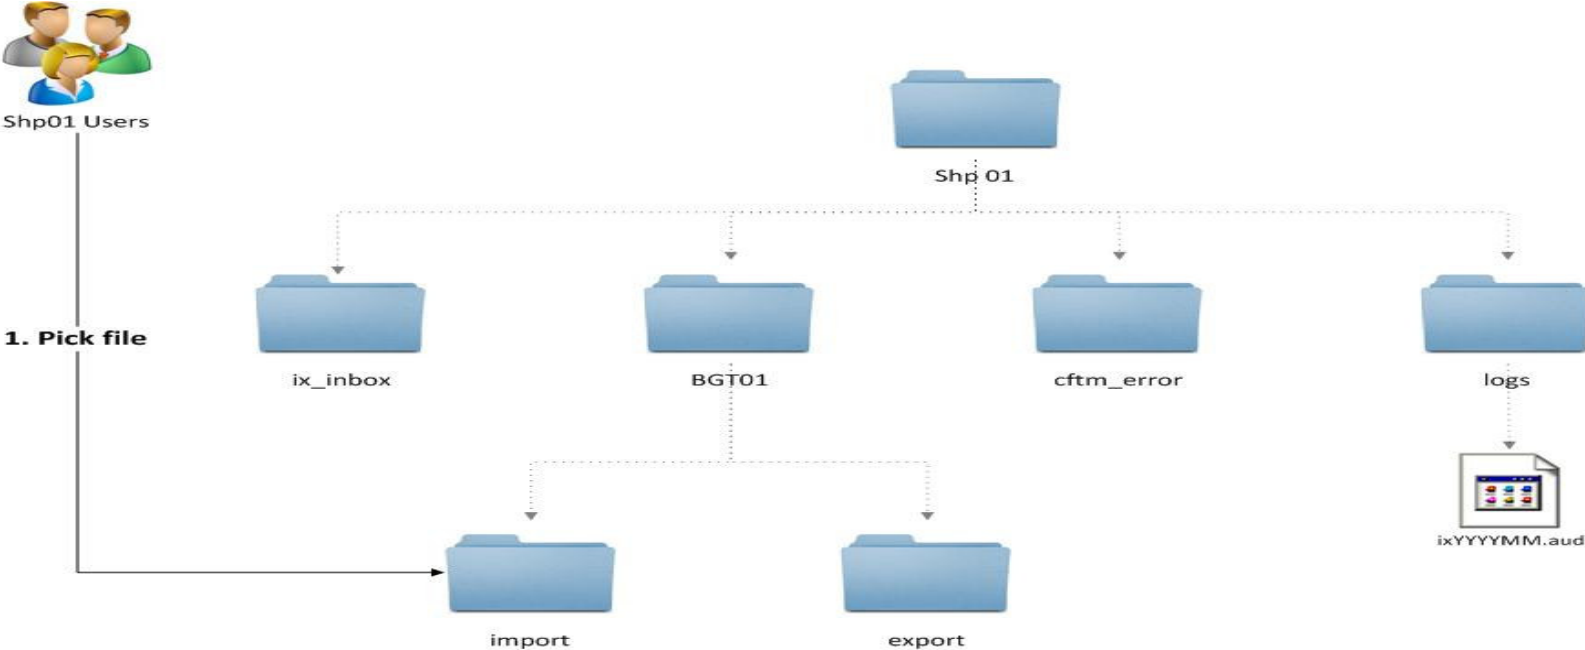 Shp01 Users
Shp 01
1. Pick file
ix_inbox
BGT01
cftm_error
logs
ixYYYYMM.aud
import
export